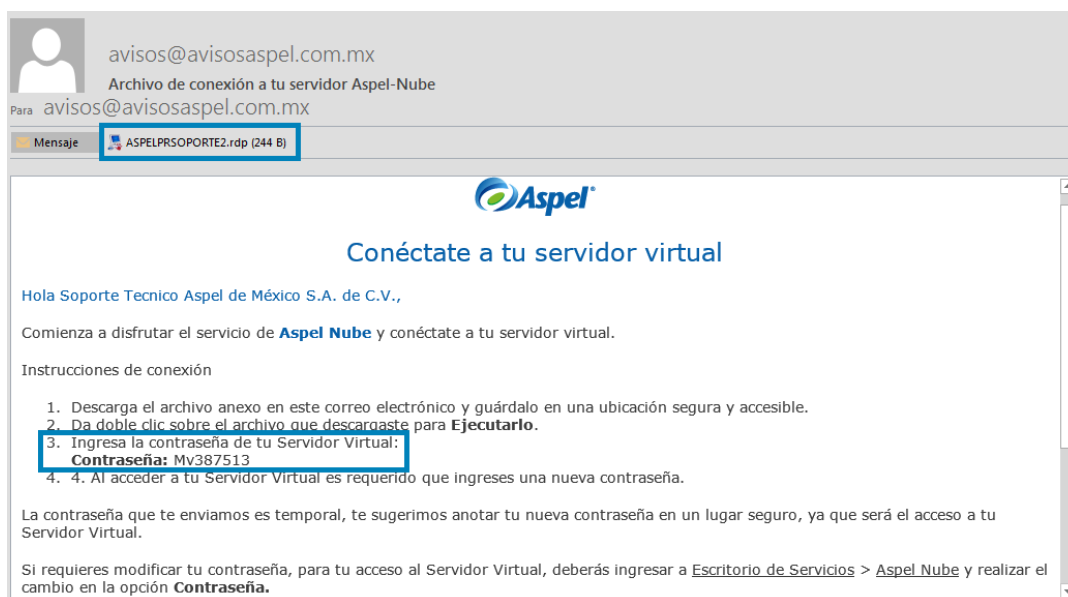 avisos@avisosaspel.com.mx
Archivo de conexión a tu servidor Aspel-Nube
Para avisos@avisosaspel.com.mx
Mensaje ASPELPRSOPORTE2.rdp (244 B)
Aspel
Conéctate a tu servidor virtual
Hola Soporte Tecnico Aspel de México S.A. de C.V.,
Comienza a disfrutar el servicio de Aspel Nube y conéctate a tu servidor virtual.
Instrucciones de conexión
1. Descarga el archivo anexo en este correo electrónico y guárdalo en una ubicación segura y accesible.
2. Da doble clic sobre el archivo que descargaste para Ejecutarlo.
3. Ingresa la contraseña de tu Servidor Virtual:
Contraseña: Mv387513
4. 4. Al acceder a tu Servidor Virtual es requerido que ingreses una nueva contraseña.
La contraseña que te enviamos es temporal, te sugerimos anotar tu nueva contraseña en un lugar seguro, ya que será el acceso a tu
Servidor Virtual.
Si requieres modificar tu contraseña, para tu acceso al Servidor Virtual, deberás ingresar a Escritorio de Servicios > Aspel Nube y realizar el
cambio en la opción Contraseña.